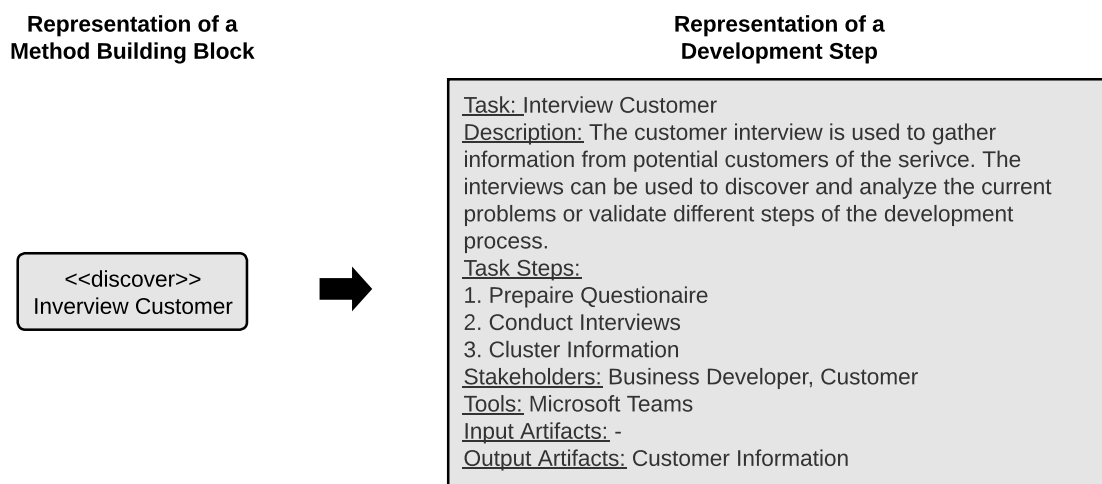 Representation of a
Method Building Block
Representation of a
Development Step
<<discover>>
Inverview Customer
Task: Interview Customer
Description: The customer interview is used to gather
information from potential customers of the serivce. The
interviews can be used to discover and analyze the current
problems or validate different steps of the development
process.
Task Steps:
1. Prepaire Questionaire
2. Conduct Interviews
3. Cluster Information
Stakeholders: Business Developer, Customer
Tools: Microsoft Teams
Input Artifacts: -
Output Artifacts: Customer Information